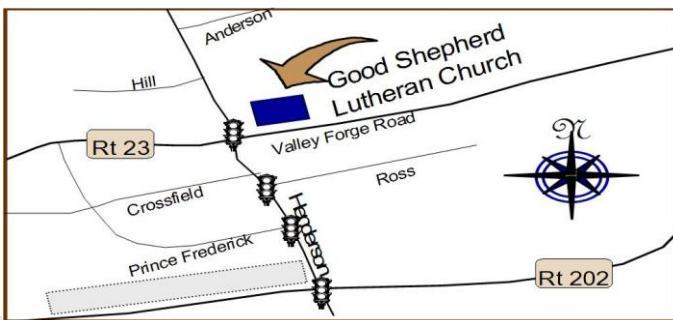 Anderson
Good Shepherd
Lutheran Church
Hill
Rt 23
Valley Forge Road
N
Crossfield
Ross
Henderson
Prince Frederick
Rt 202